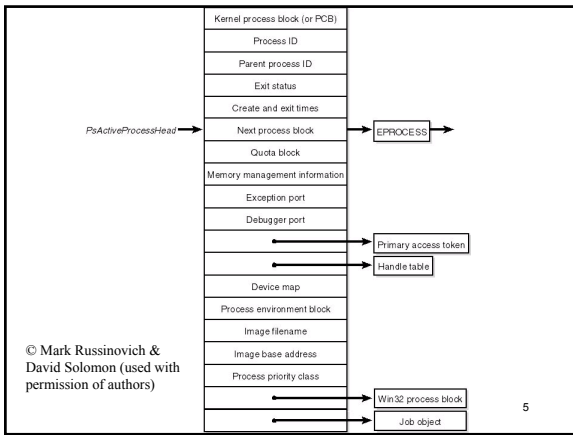 Kernel process block (or PCB)
Process ID
Parent process ID
Exit status
Create and exit times
PsActiveProcessHead
Next process block
EPROCESS
Quota block
Memory management information
Exception port
Debugger port
Primary access token
Handle table
Device map
Process environment block
Image filename
Image base address
Process priority class
Win32 process block
Job object
© Mark Russinovich &
David Solomon (used with
permission of authors)
5